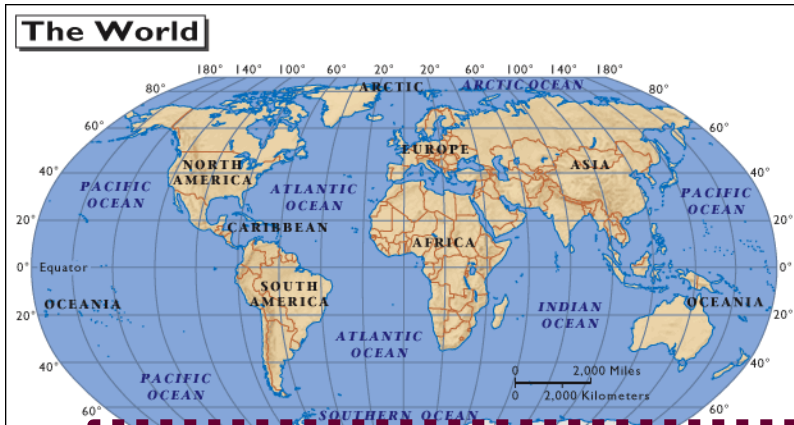 The World
180° 140° 100° 60° 20° 20° 60° 100° 140° 180°
ARCTIC
ARCTIC OCEAN
80°
80°
60°
60°
EUROPE
NORTH
AMERICA
ASIA
40°
40°
PACIFIC
OCEAN
ATLANTIC
OCEAN
PACIFIC
OCEAN
20°
20°
CARIBBEAN
AFRICA
0°
Equator
0°
SOUTH
AMERICA
OCEANIA
OCEANIA
INDIAN
OCEAN
20°
20°
ATLANTIC
OCEAN
40°
40°
0 2,000 Miles
0 2,000 Kilometers
PACIFIC
OCEAN
60°
60°
SOUTHERN OCEAN